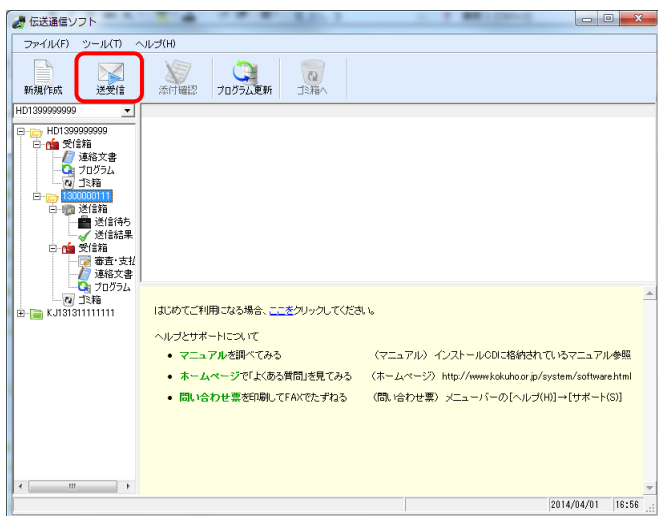 伝送通信ソフト
ファイル(F) ツール(T) ヘルプ(H)
新規作成 送受信 添付確認 プログラム更新 ゴミ箱へ
HD1399999999
HD1399999999
受信箱
連絡文書
プログラム
ゴミ箱
1300000111
送信箱
送信待ち
送信結果
受信箱
審査・支払
連絡文書
プログラム
ゴミ箱
KJ131311111111
はじめてご利用になる場合、ここをクリックしてください。
ヘルプとサポートについて
• マニュアルを調べてみる 〈マニュアル〉 インストールCDに格納されているマニュアル参照
• ホームページで「よくある質問」を見てみる 〈ホームページ〉 http://www.kokuho.or.jp/system/software.html
• 問い合わせ票を印刷してFAXでたずねる 〈問い合わせ票〉 メニューバーの[ヘルプ(H)]→[サポート(S)]
2014/04/01 16:56